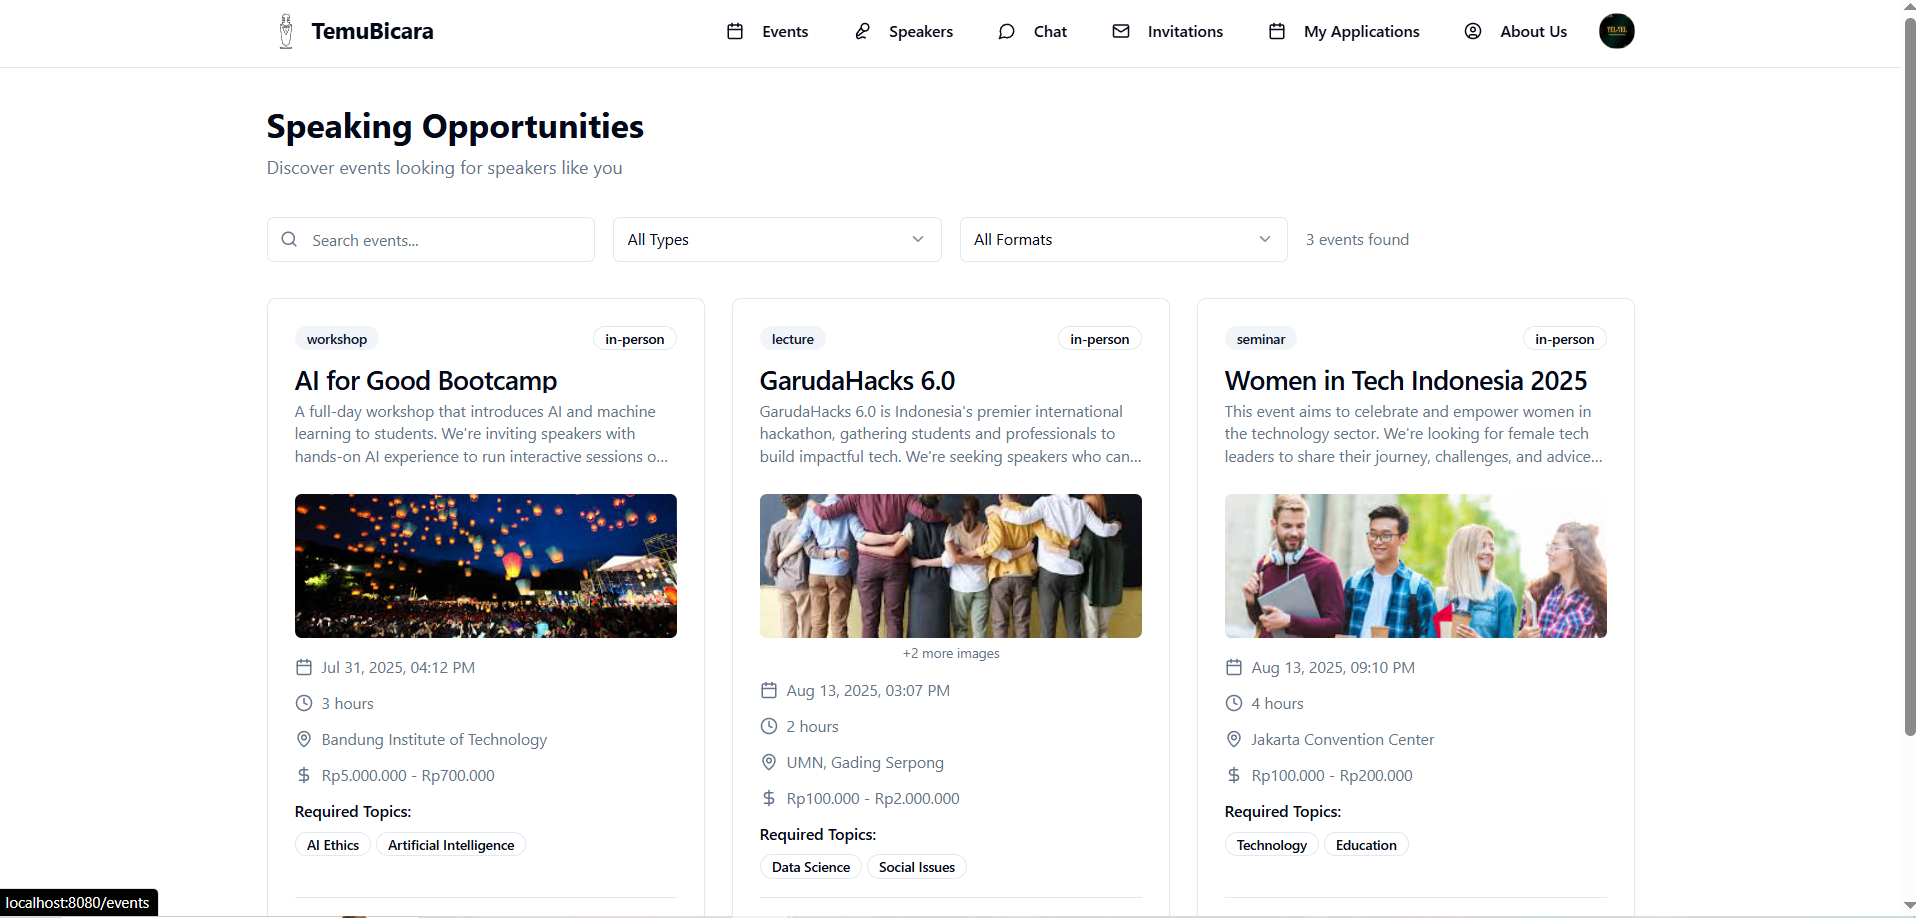 TemuBicara
Events
Speakers
Chat
Invitations
My Applications
About Us
YEL-YEL
Speaking Opportunities
Discover events looking for speakers like you
Search events...
All Types
All Formats
3 events found
workshop
in-person
AI for Good Bootcamp
A full-day workshop that introduces AI and machine
learning to students. We're inviting speakers with
hands-on AI experience to run interactive sessions o...
Jul 31, 2025, 04:12 PM
3 hours
Bandung Institute of Technology
Rp5.000.000 - Rp700.000
Required Topics:
AI Ethics
Artificial Intelligence
lecture
in-person
GarudaHacks 6.0
GarudaHacks 6.0 is Indonesia's premier international
hackathon, gathering students and professionals to
build impactful tech. We're seeking speakers who can...
+2 more images
Aug 13, 2025, 03:07 PM
2 hours
UMN, Gading Serpong
Rp100.000 - Rp2.000.000
Required Topics:
Data Science
Social Issues
seminar
in-person
Women in Tech Indonesia 2025
This event aims to celebrate and empower women in
the technology sector. We're looking for female tech
leaders to share their journey, challenges, and advice...
Aug 13, 2025, 09:10 PM
4 hours
Jakarta Convention Center
Rp100.000 - Rp200.000
Required Topics:
Technology
Education
localhost:8080/events